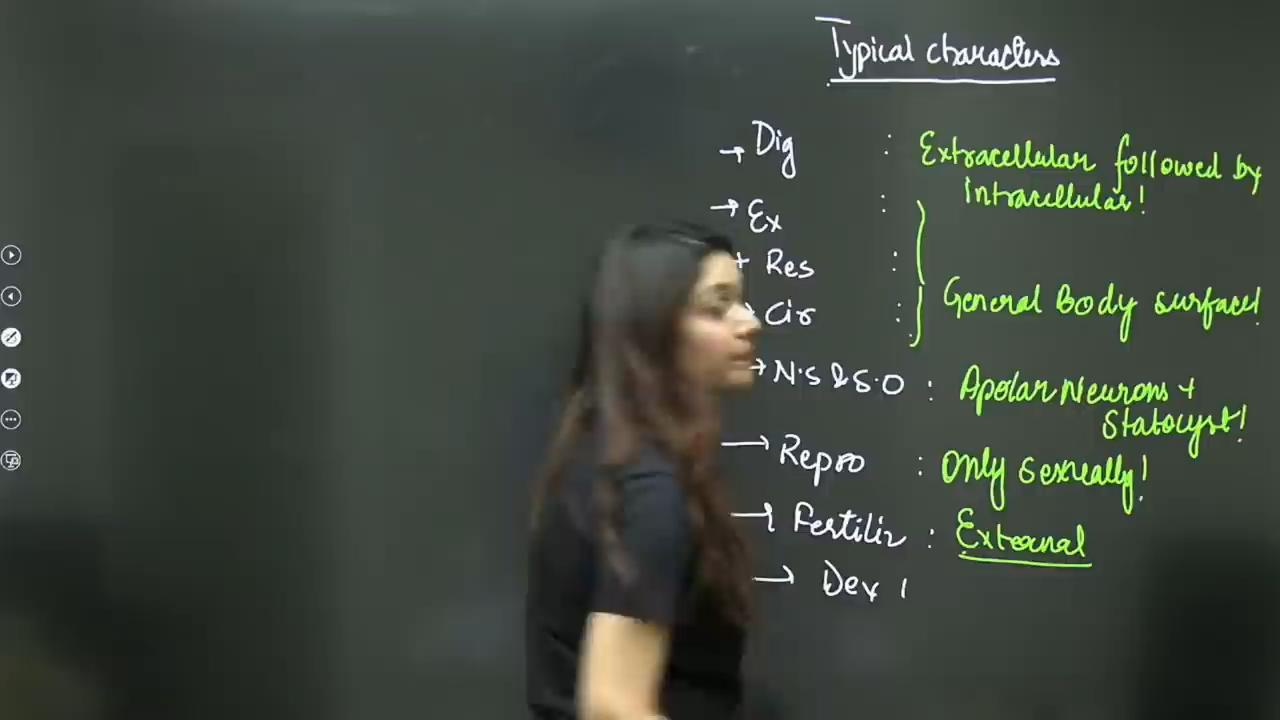 Typical characters
→ Dig : Extracellular followed by
intracellular!
→ Ex :
+ Res :
Cir : General Body surface!
→ N.S & S.O : Apolar Neurons +
Statocyst!
→ Repro : Only sexually!
→ Fertiliz : External
→ Dev